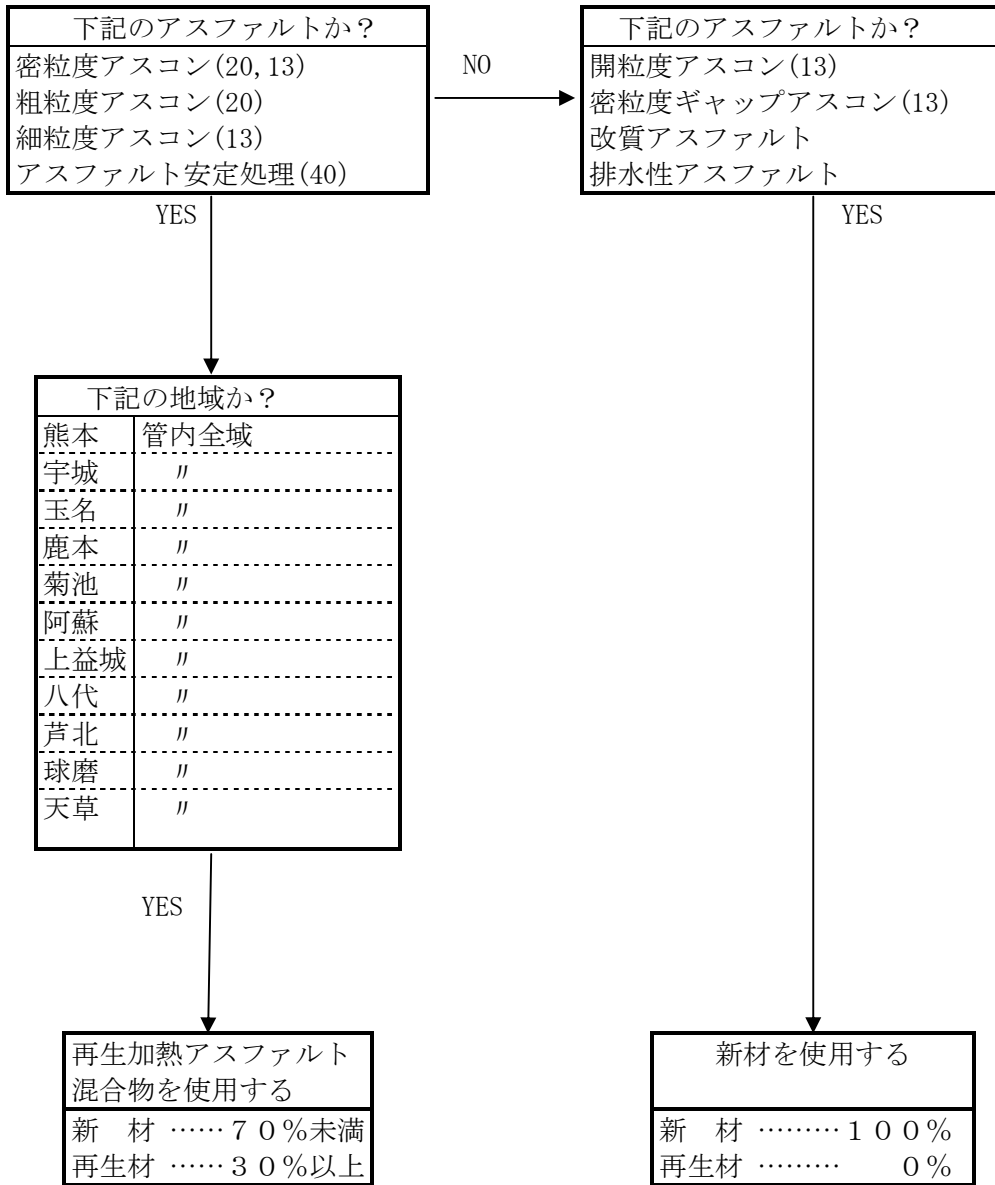 下記のアスファルトか？
密粒度アスコン(20,13)
粗粒度アスコン(20)
細粒度アスコン(13)
アスファルト安定処理(40)
NO
下記のアスファルトか？
開粒度アスコン(13)
密粒度ギャップアスコン(13)
改質アスファルト
排水性アスファルト
YES
YES
下記の地域か？
熊本 管内全域
宇城 〃
玉名 〃
鹿本 〃
菊池 〃
阿蘇 〃
上益城 〃
八代 〃
芦北 〃
球磨 〃
天草 〃
YES
再生加熱アスファルト
混合物を使用する
新　材 ……７０％未満
再生材 ……３０％以上
新材を使用する
新　材 ………１００％
再生材 ………　０％